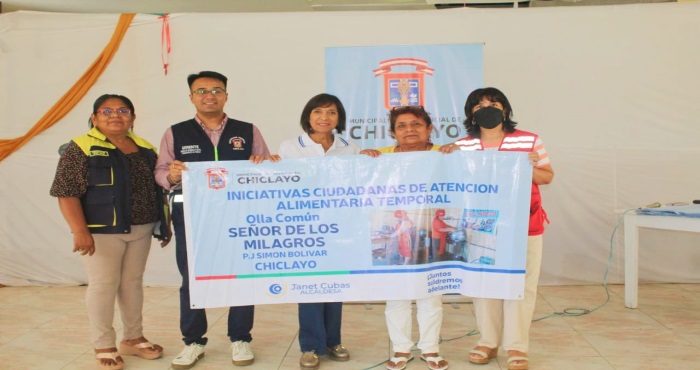 CHICLAYO
CHICLAYO
INICIATIVAS CIUDADANAS DE ATENCION
ALIMENTARIA TEMPORAL
Olla Común
SEÑOR DE LOS
MILAGROS
P.J SIMON BOLIVAR
CHICLAYO
Janet Cubas
ALCALDESA
¡Juntos
saldremos
adelante!